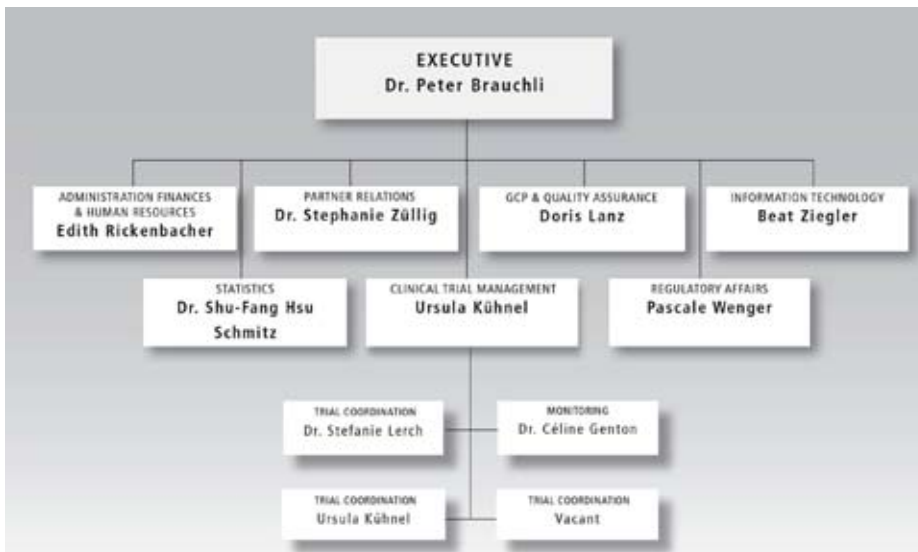 EXECUTIVE
Dr. Peter Brauchli
ADMINISTRATION FINANCES
& HUMAN RESOURCES
Edith Rickenbacher
PARTNER RELATIONS
Dr. Stephanie Züllig
GCP & QUALITY ASSURANCE
Doris Lanz
INFORMATION TECHNOLOGY
Beat Ziegler
STATISTICS
Dr. Shu-Fang Hsu
Schmitz
CLINICAL TRIAL MANAGEMENT
Ursula Kühnel
REGULATORY AFFAIRS
Pascale Wenger
TRIAL COORDINATION
Dr. Stefanie Lerch
MONITORING
Dr. Céline Genton
TRIAL COORDINATION
Ursula Kühnel
TRIAL COORDINATION
Vacant